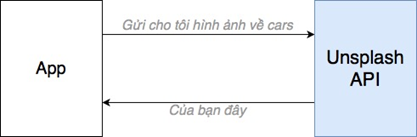 Gửi cho tôi hình ảnh về cars
App
Unsplash
API
Của bạn đây